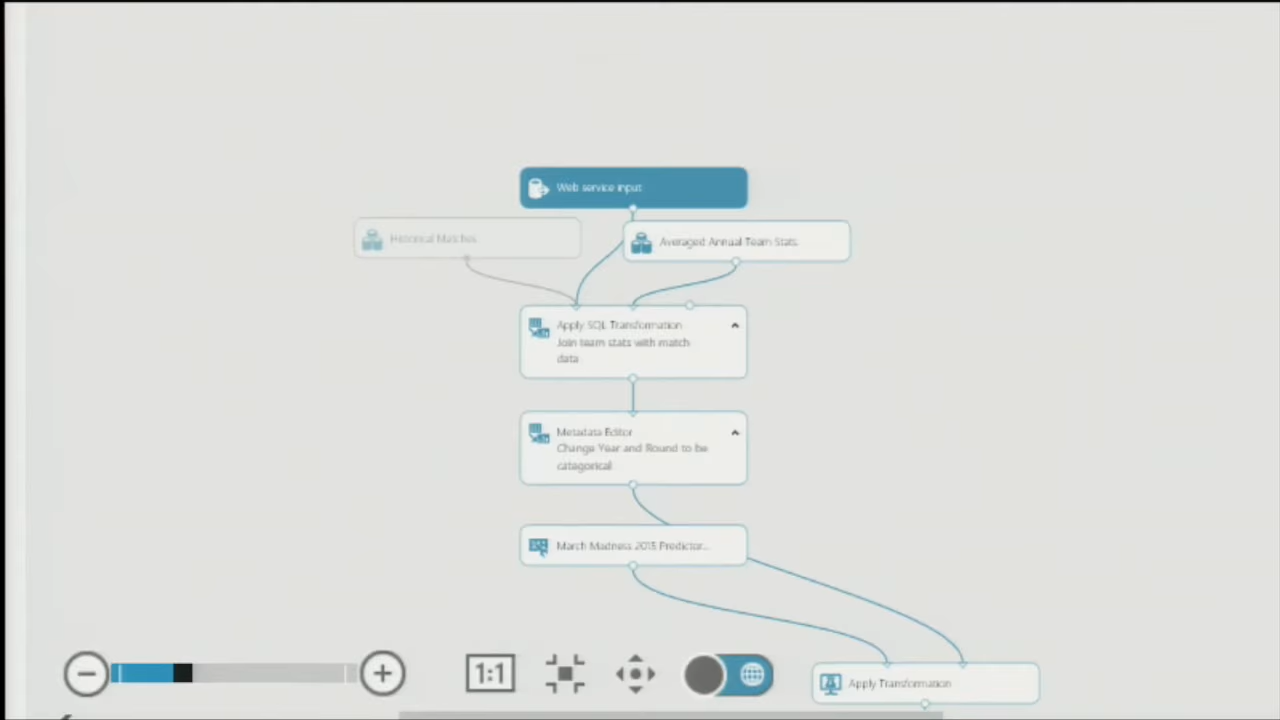 Web service input
Historical Matches
Averaged Annual Team Stats
Apply SQL Transformation
Join team stats with match
data
Metadata Editor
Change Year and Round to be
categorical
March Madness 2015 Predictor...
1:1
Apply Transformation